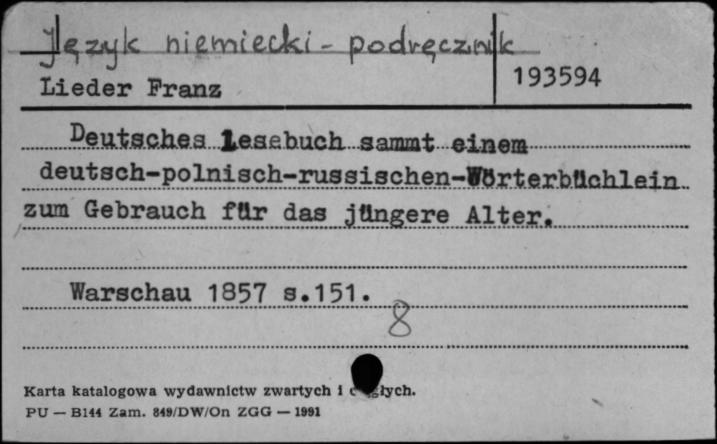 Język niemiecki - podręcznik
Lieder Franz
193594
Deutsches Lesebuch sammt einem
deutsch-polnisch-russischen-Wörterbüchlein
zum Gebrauch für das jüngere Alter.
Warschau 1857 s.151.
8
Karta katalogowa wydawnictw zwartych i
PU — B144 Zam. 849/DW/On ZGG — 1991